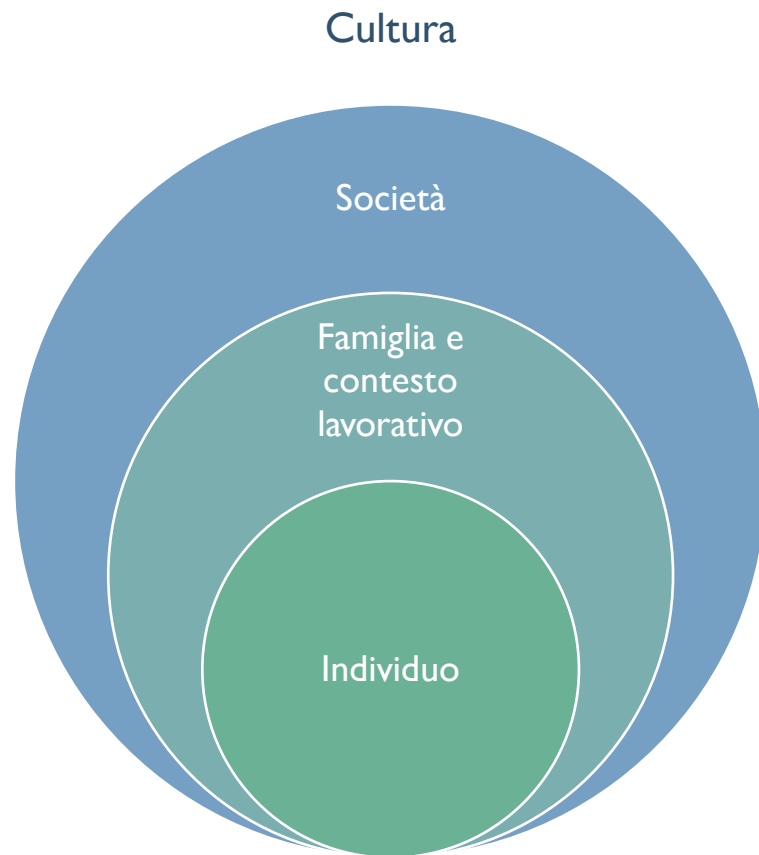 Cultura
Società
Famiglia e
contesto
lavorativo
Individuo